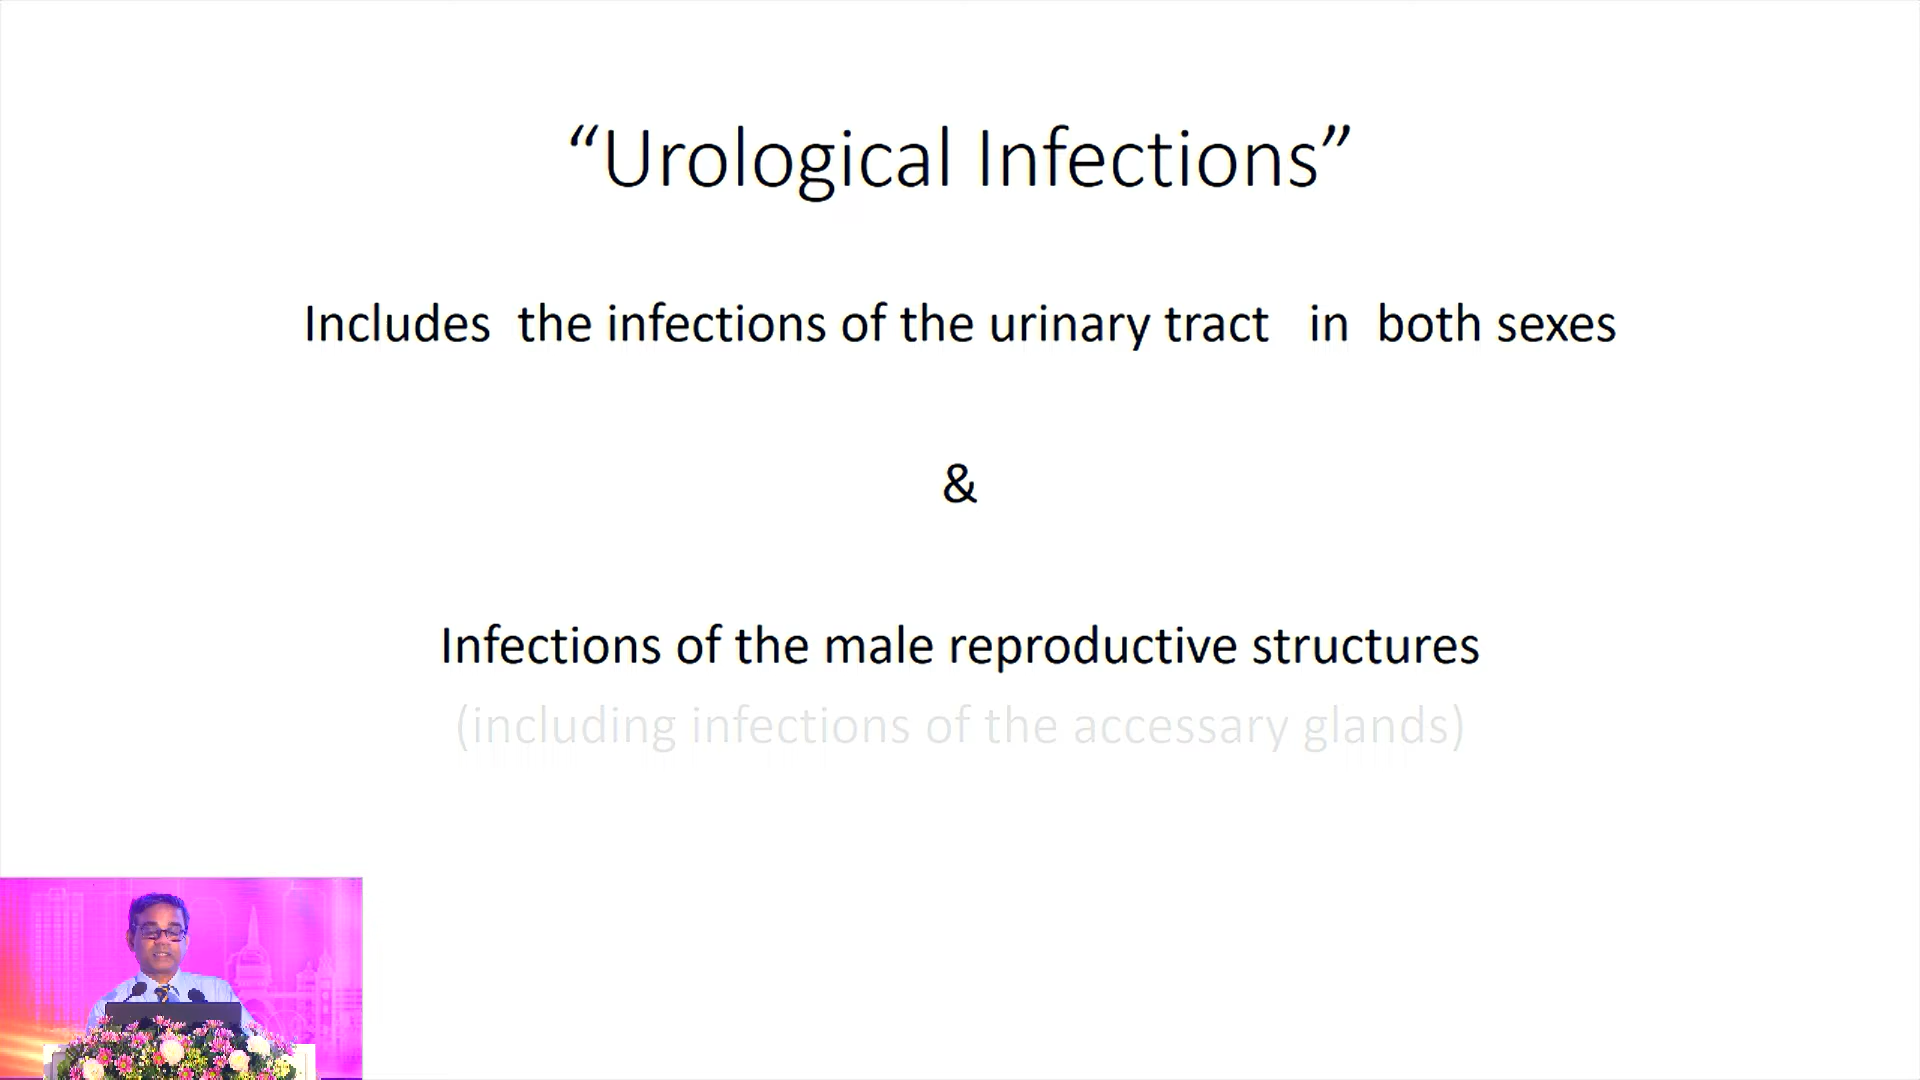 “Urological Infections”
Includes the infections of the urinary tract in both sexes
&
Infections of the male reproductive structures
(including infections of the accessary glands)